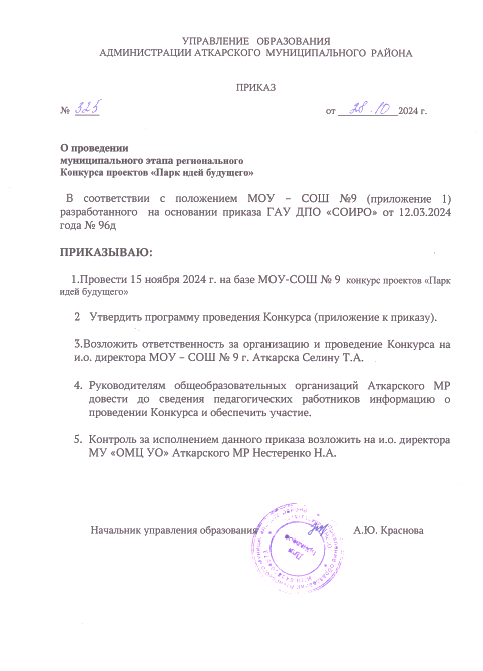 УПРАВЛЕНИЕ ОБРАЗОВАНИЯ
АДМИНИСТРАЦИИ АТКАРСКОГО МУНИЦИПАЛЬНОГО РАЙОНА
ПРИКАЗ
№ 325 от 28.10 2024 г.
О проведении
муниципального этапа регионального
Конкурса проектов «Парк идей будущего»
В соответствии с положением МОУ – СОШ №9 (приложение 1)
разработанного на основании приказа ГАУ ДПО «СОИРО» от 12.03.2024
года № 96д
ПРИКАЗЫВАЮ:
1.Провести 15 ноября 2024 г. на базе МОУ-СОШ № 9 конкурс проектов «Парк
идей будущего»
2 Утвердить программу проведения Конкурса (приложение к приказу).
3.Возложить ответственность за организацию и проведение Конкурса на
и.о. директора МОУ – СОШ № 9 г. Аткарска Селину Т.А.
4. Руководителям общеобразовательных организаций Аткарского МР
довести до сведения педагогических работников информацию о
проведении Конкурса и обеспечить участие.
5. Контроль за исполнением данного приказа возложить на и.о. директора
МУ «ОМЦ УО» Аткарского МР Нестеренко Н.А.
Начальник управления образования А.Ю. Краснова
Для